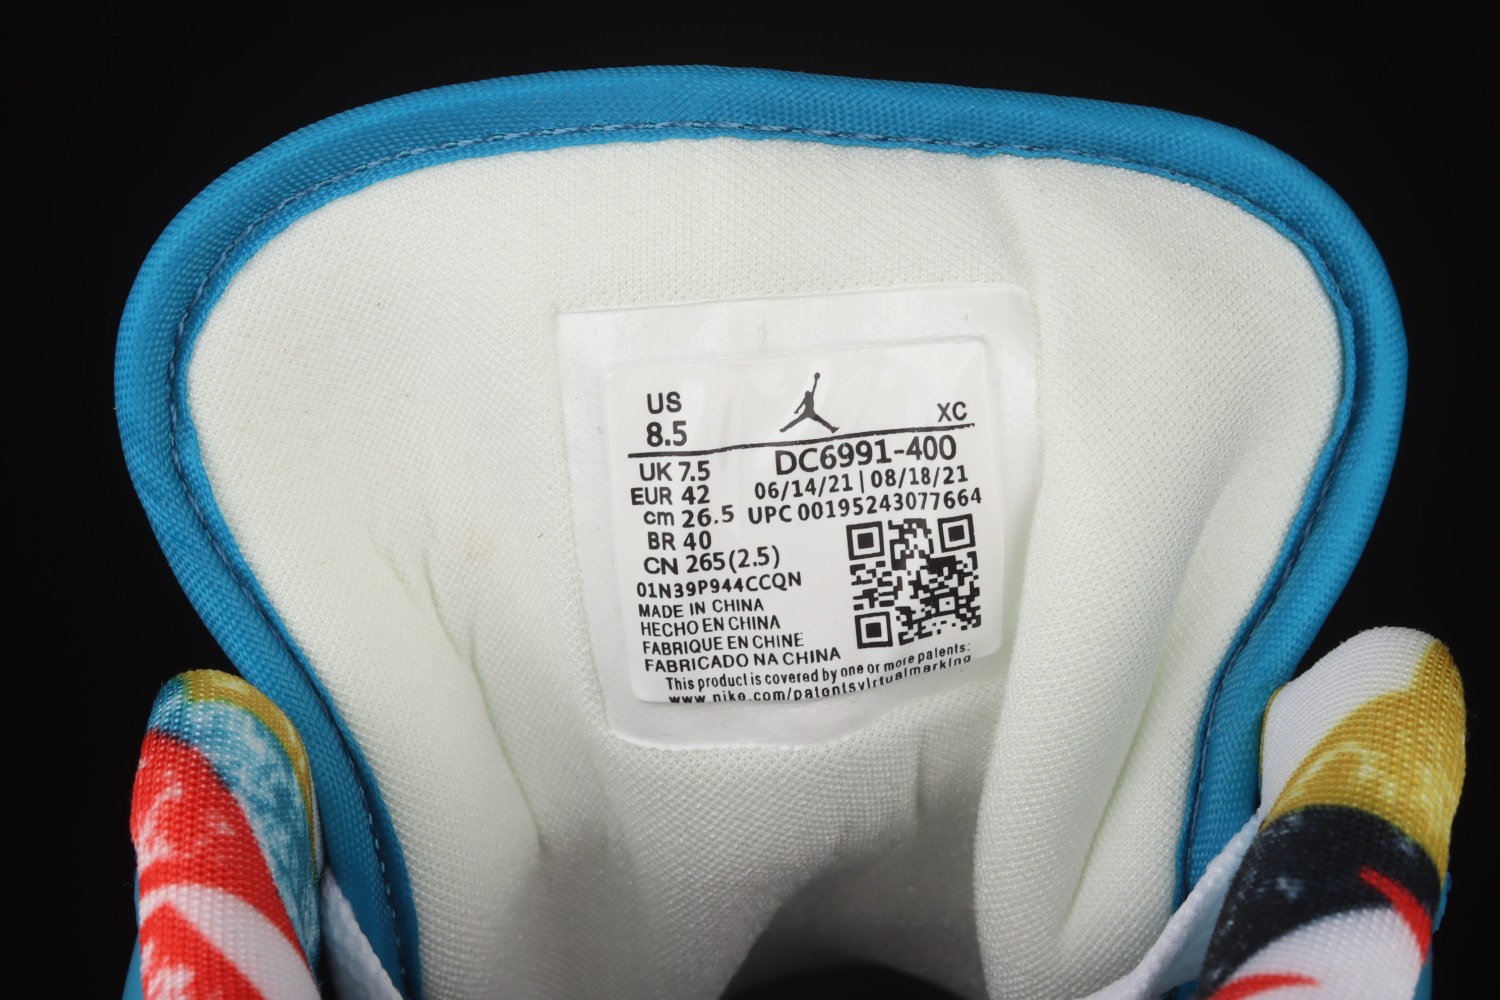 US
8.5
XC
UK 7.5
DC6991-400
EUR 42
06/14/21 | 08/18/21
cm 26.5
UPC 00195243077664
BR 40
CN 265(2.5)
01N39P944CCQN
MADE IN CHINA
HECHO EN CHINA
FABRIQUE EN CHINE
FABRICADO NA CHINA
This product is covered by one or more patents:
www.nike.com/patentsvirtualmarking